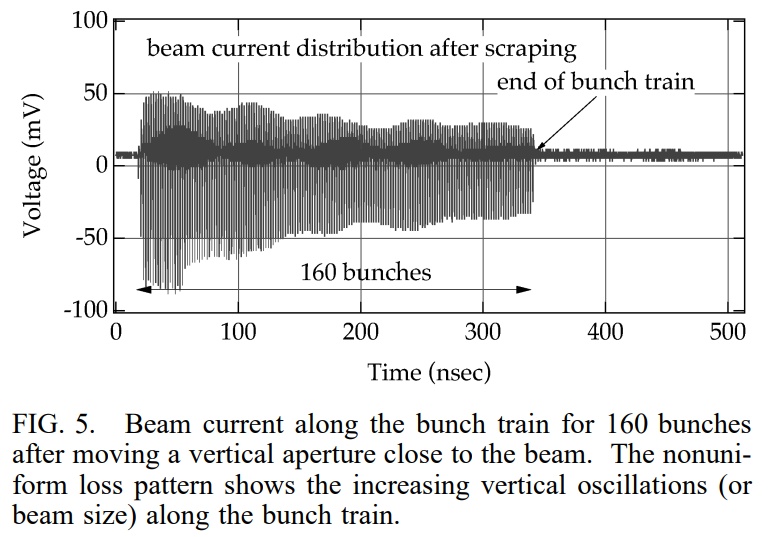 100
beam current distribution after scraping
end of bunch train
50
0
-50
160 bunches
-100
0 100 200 300 400 500
Voltage (mV)
Time (nsec)
FIG. 5. Beam current along the bunch train for 160 bunches
after moving a vertical aperture close to the beam. The nonuni-
form loss pattern shows the increasing vertical oscillations (or
beam size) along the bunch train.